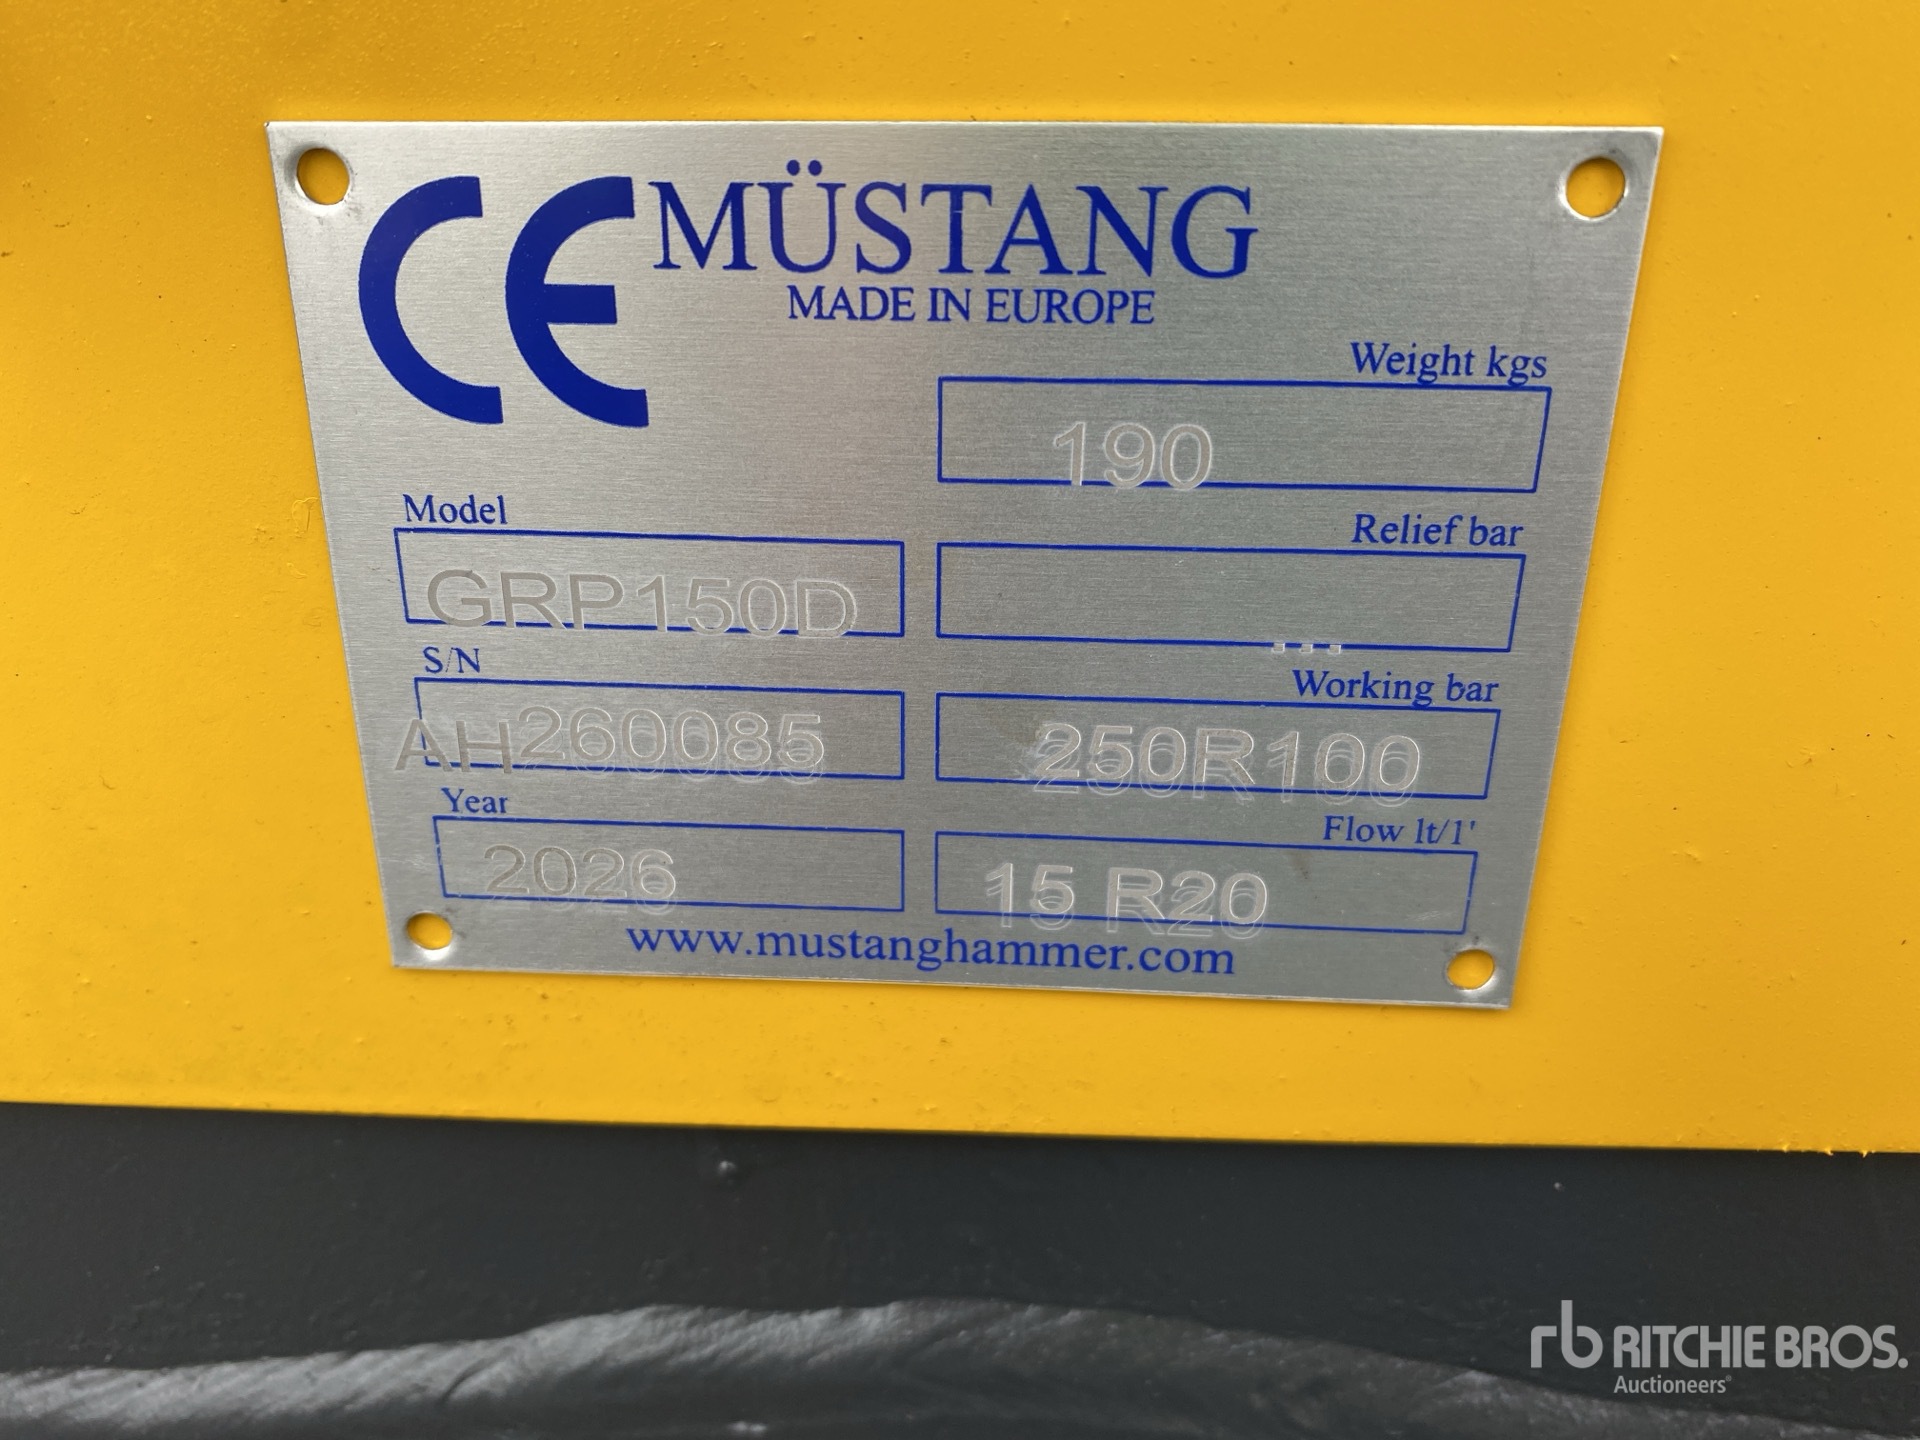 CE MÜSTANG
MADE IN EUROPE
Weight kgs
190
Model
GRP150D
Relief bar
...
S/N
AH260085
Working bar
250R100
Year
2026
Flow lt/1'
15 R20
www.mustanghammer.com
rb RITCHIE BROS.
Auctioneers